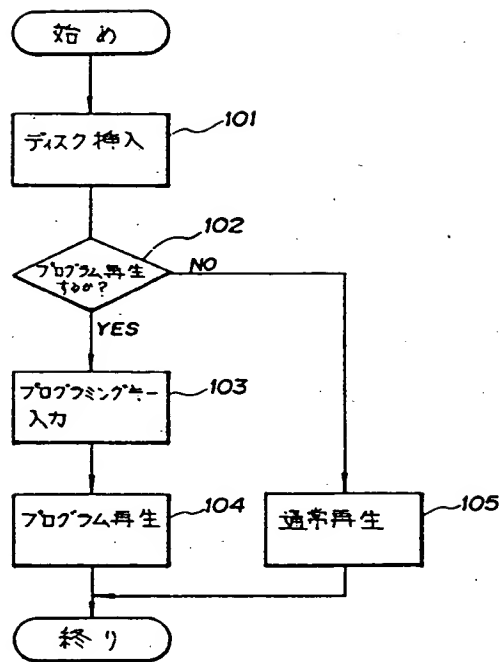 始め
ディスク挿入
101
102
プログラム再生
するか?
NO
YES
プログラミングキー
入力
103
プログラム再生
104
通常再生
105
終り